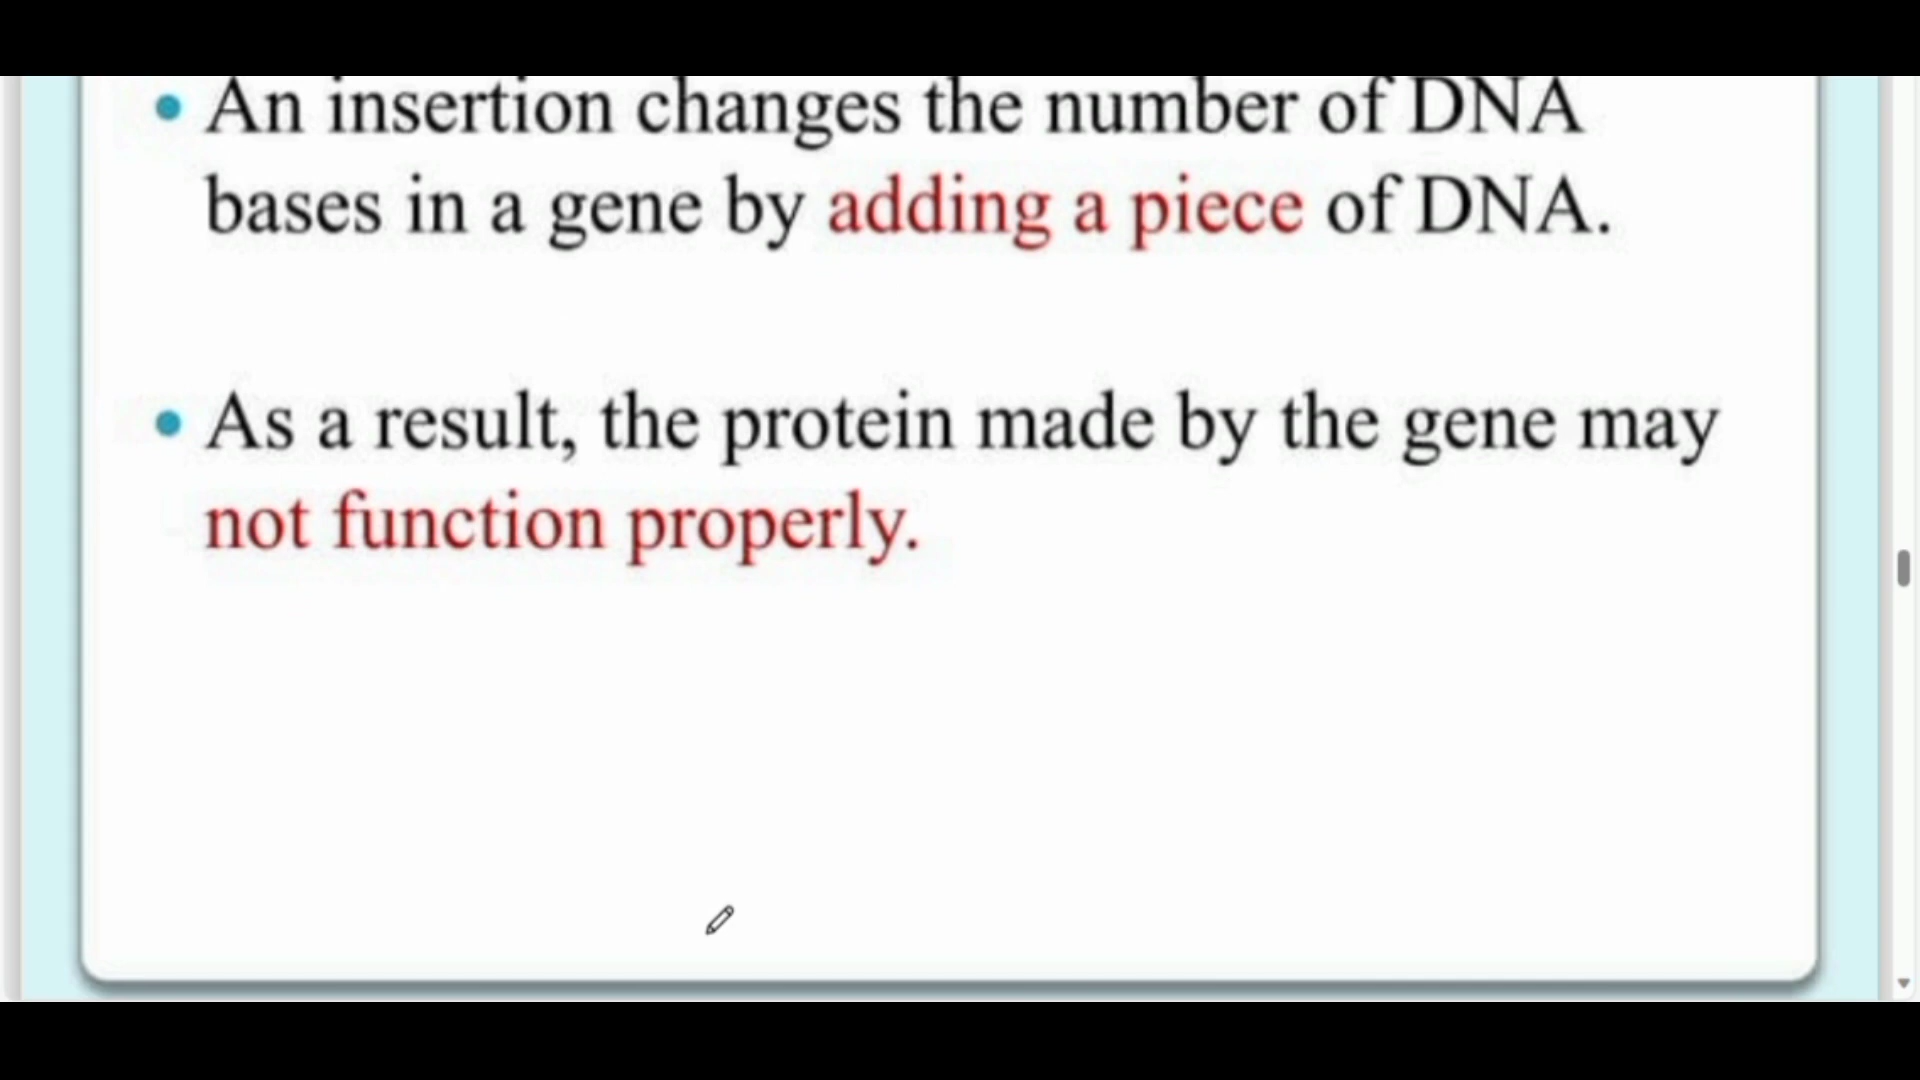 • An insertion changes the number of DNA
bases in a gene by adding a piece of DNA.
• As a result, the protein made by the gene may
not function properly.